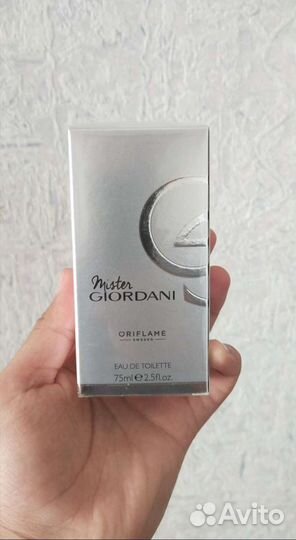 Mister
GIORDANI
ORIFLAME
SWEDEN
EAU DE TOILETTE
75ml ℮ 2.5fl.oz.
Avito